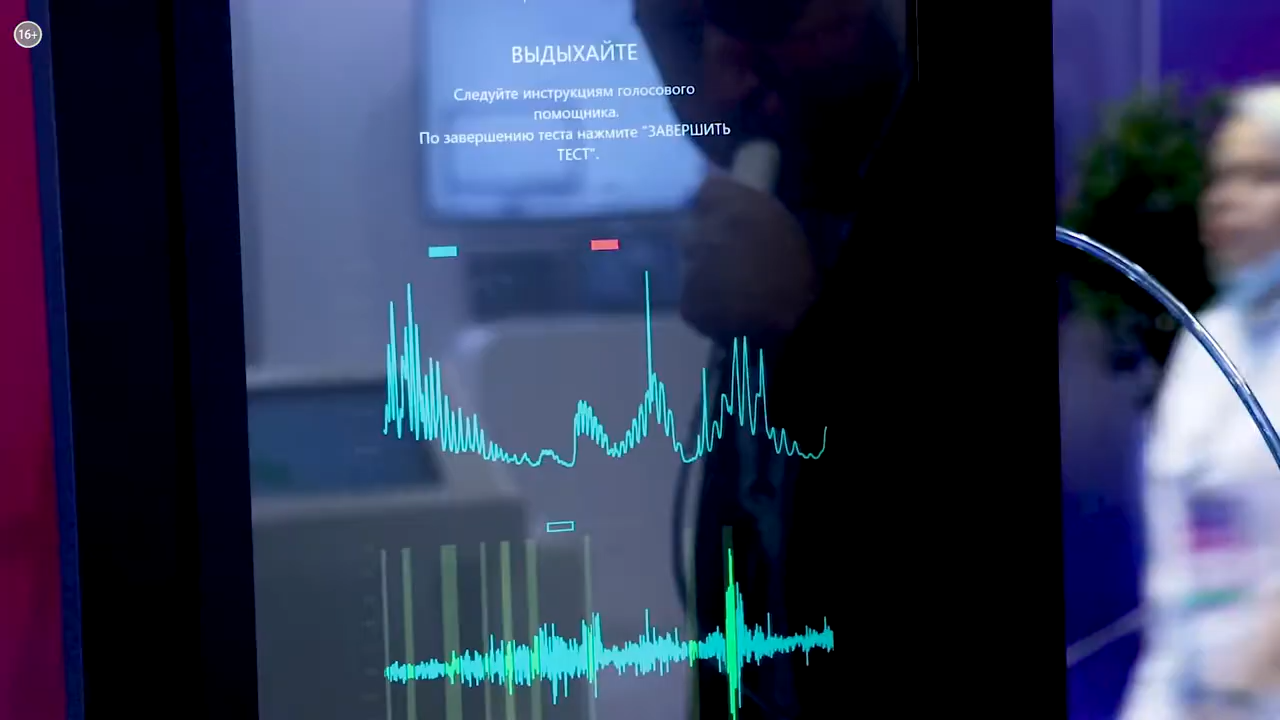 16+
ВЫДЫХАЙТЕ
Следуйте инструкциям голосового
помощника.
По завершению теста нажмите "ЗАВЕРШИТЬ
ТЕСТ".